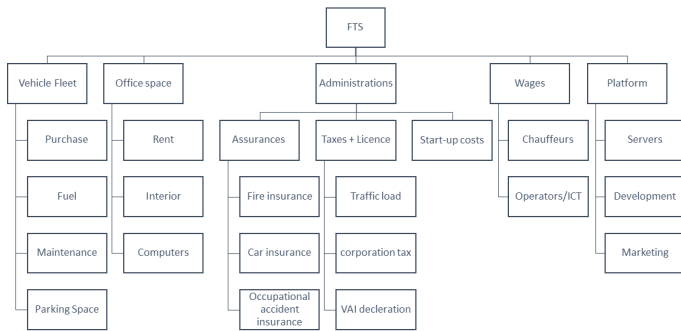 FTS
Vehicle Fleet
Office space
Administrations
Wages
Platform
Purchase
Rent
Assurances
Taxes + Licence
Start-up costs
Chauffeurs
Servers
Fuel
Interior
Fire insurance
Traffic load
Operators/ICT
Development
Maintenance
Computers
Car insurance
corporation tax
Marketing
Parking Space
Occupational
accident
insurance
VAI decleration